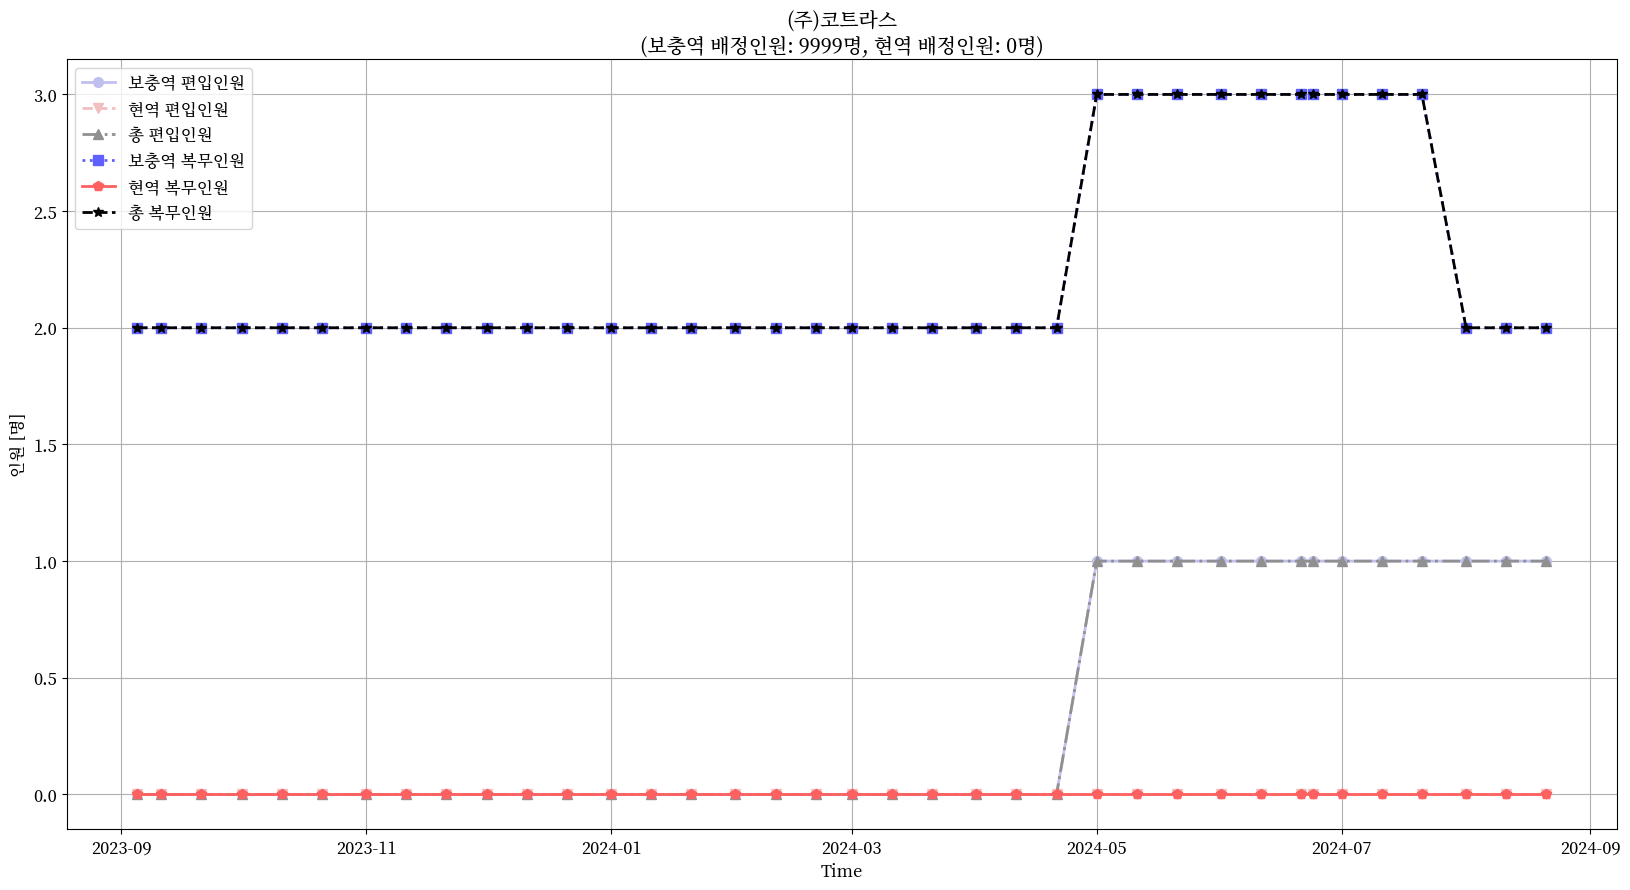 (주)코트라스
(보충역 배정인원: 9999명, 현역 배정인원: 0명)
보충역 편입인원
현역 편입인원
총 편입인원
보충역 복무인원
현역 복무인원
총 복무인원
3.0
2.5
2.0
1.5
1.0
0.5
0.0
인원 [명]
2023-09
2023-11
2024-01
2024-03
2024-05
2024-07
2024-09
Time